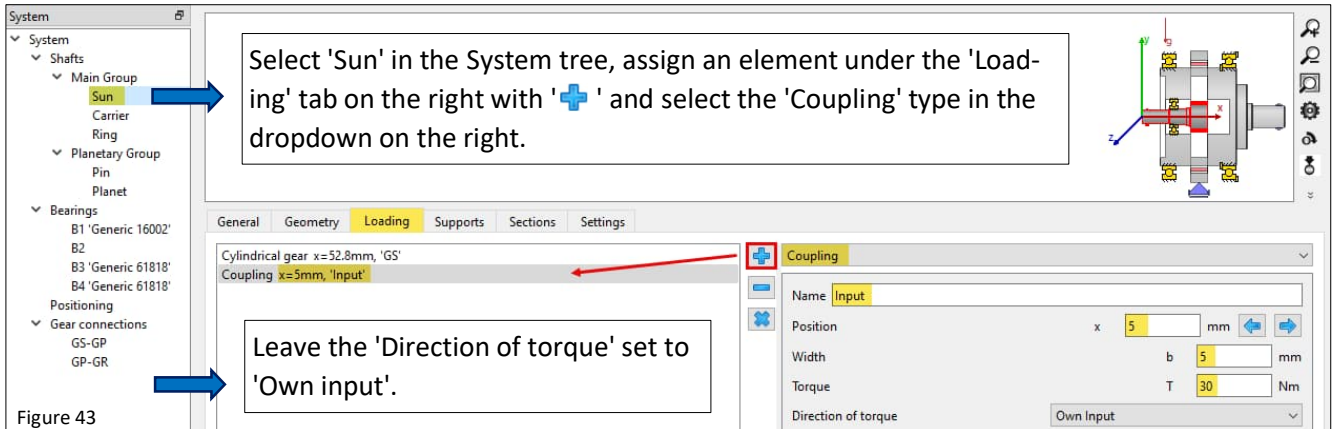 System
System
Shafts
Main Group
Sun
Carrier
Ring
Planetary Group
Pin
Planet
Bearings
B1 'Generic 16002'
B2
B3 'Generic 61818'
B4 'Generic 61818'
Positioning
Gear connections
GS-GP
GP-GR
Figure 43
Select 'Sun' in the System tree, assign an element under the 'Load-
ing' tab on the right with ' ' and select the 'Coupling' type in the
dropdown on the right.
y g
x
z
General Geometry Loading Supports Sections Settings
Cylindrical gear x=52.8mm, 'GS'
Coupling x=5mm, 'Input'
Leave the 'Direction of torque' set to
'Own input'.
Coupling
Name Input
Position x 5 mm
Width b 5 mm
Torque T 30 Nm
Direction of torque Own Input